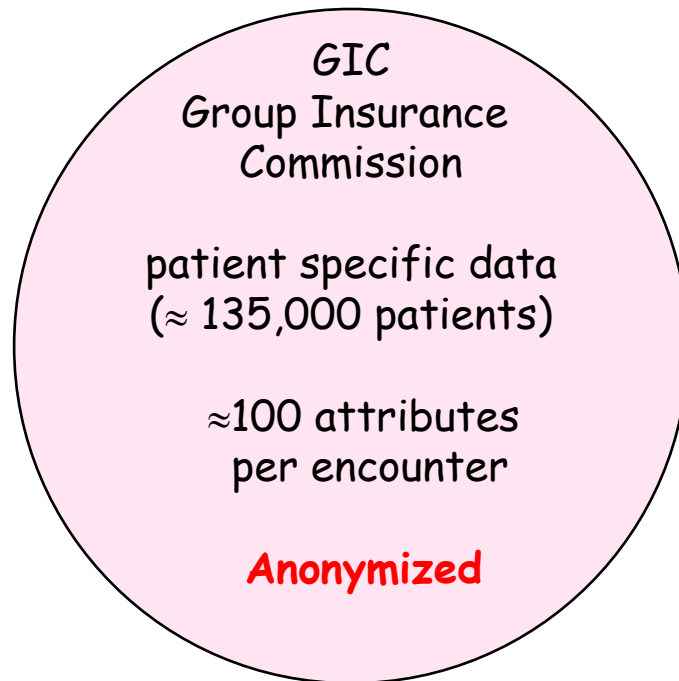 GIC
Group Insurance
Commission
patient specific data
(≈ 135,000 patients)
≈100 attributes
per encounter
Anonymized